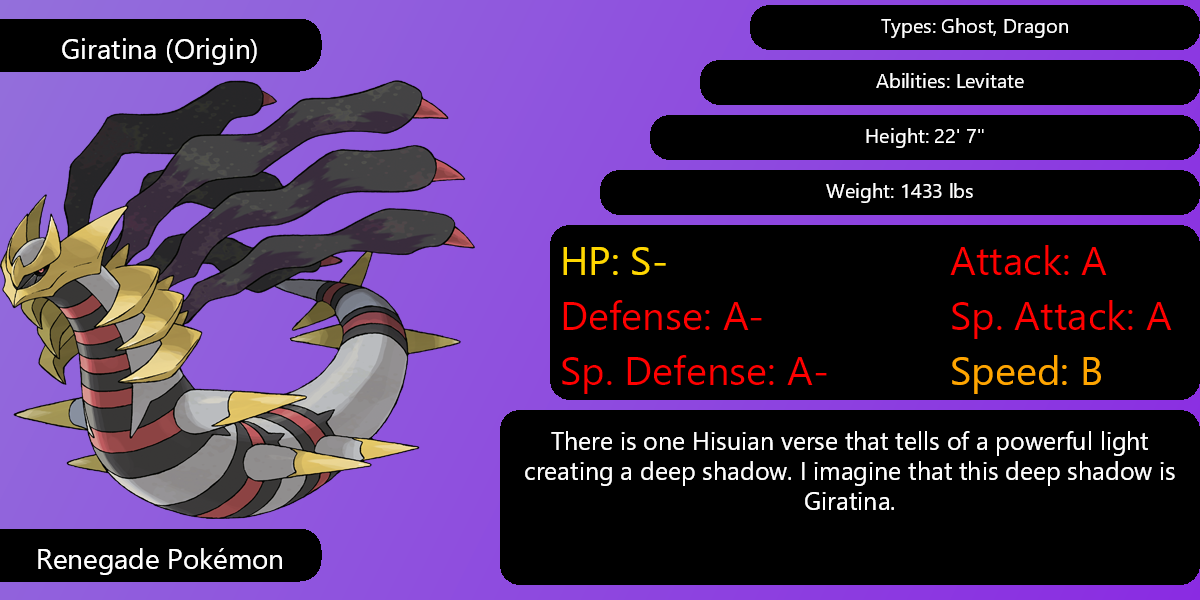 Giratina (Origin)
Types: Ghost, Dragon
Abilities: Levitate
Height: 22' 7"
Weight: 1433 lbs
HP: S-
Attack: A
Defense: A-
Sp. Attack: A
Sp. Defense: A-
Speed: B
There is one Hisuian verse that tells of a powerful light
creating a deep shadow. I imagine that this deep shadow is
Giratina.
Renegade Pokémon